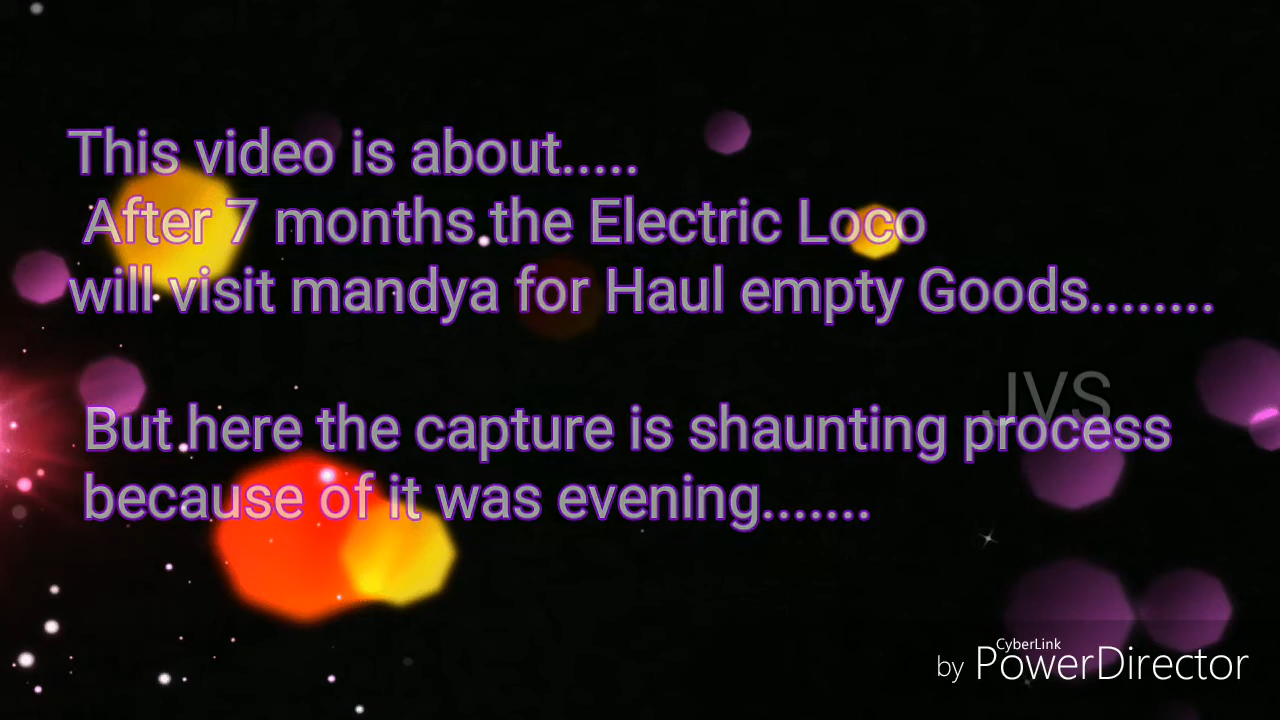 This video is about.....
After 7 months the Electric Loco
will visit mandya for Haul empty Goods........
JVS
But here the capture is shaunting process
because of it was evening.......
CyberLink
by PowerDirector